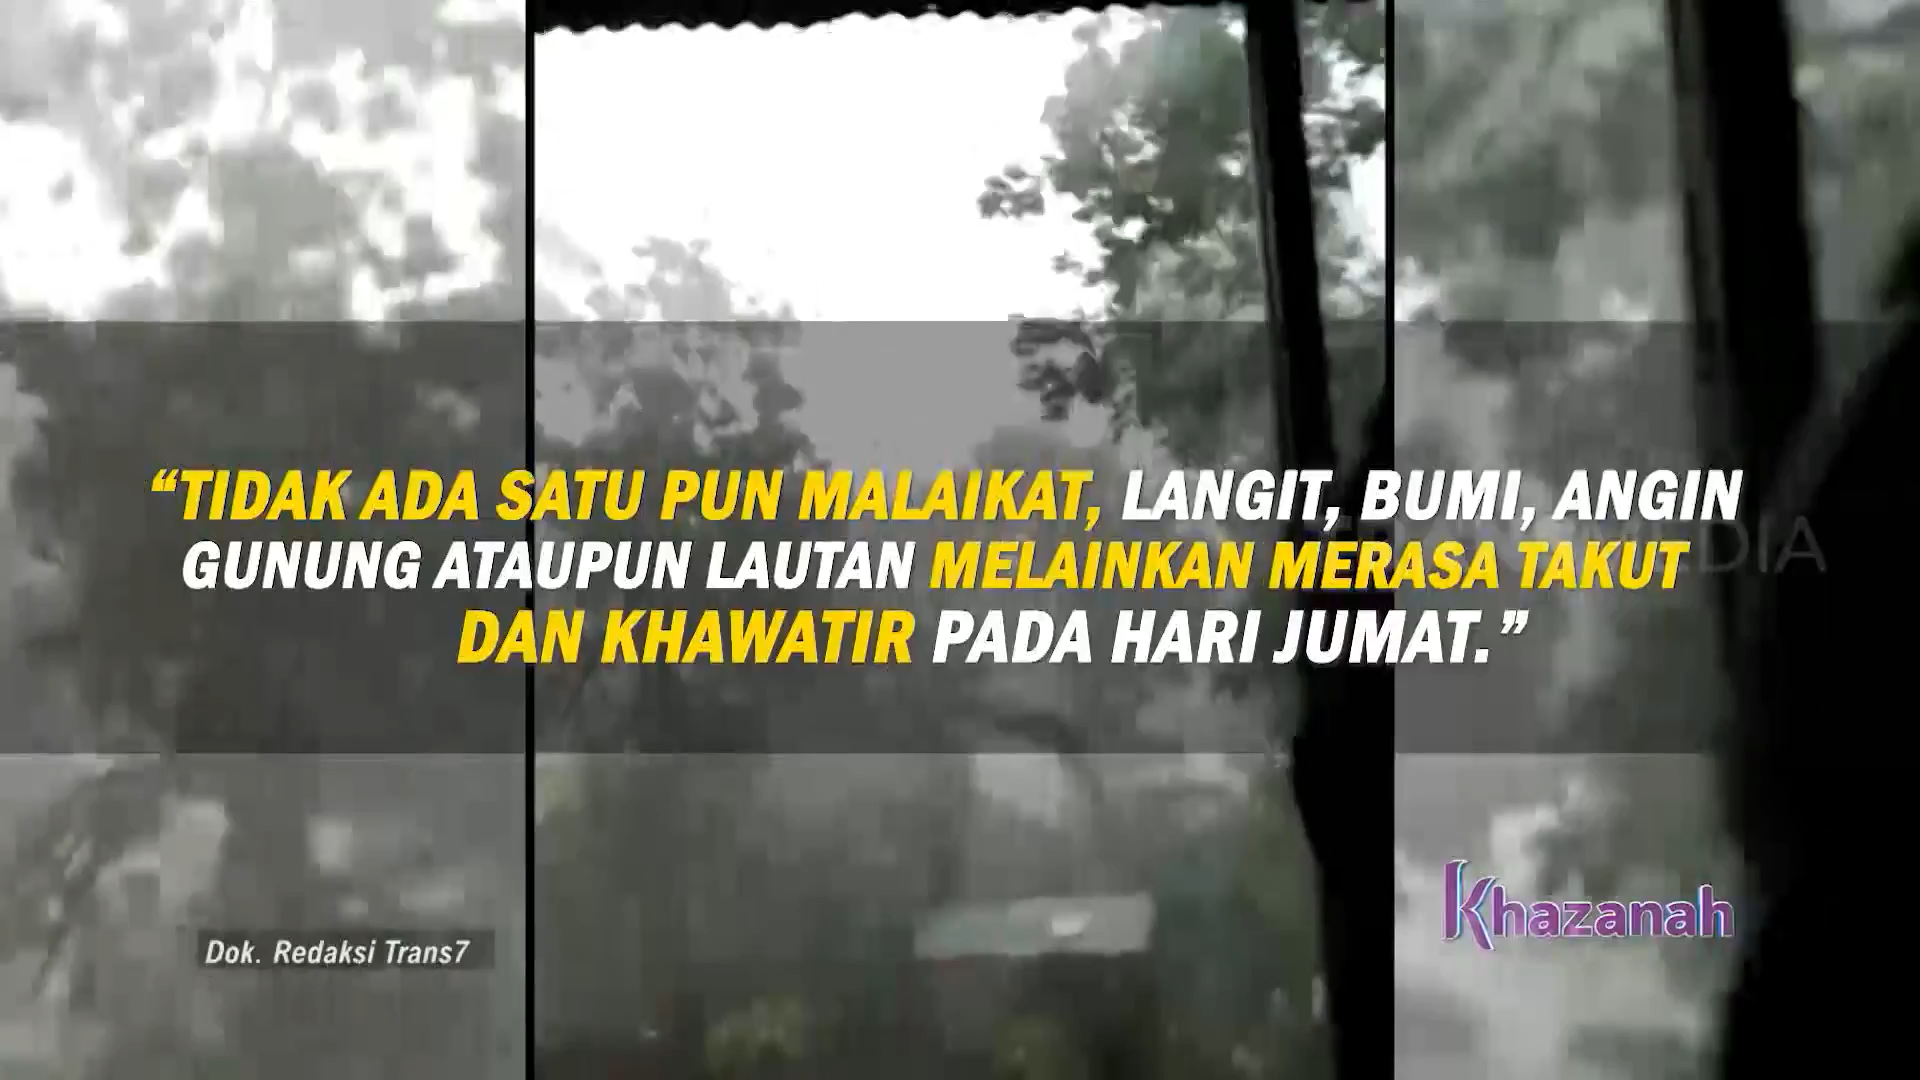 “TIDAK ADA SATU PUN MALAIKAT, LANGIT, BUMI, ANGIN
GUNUNG ATAUPUN LAUTAN MELAINKAN MERASA TAKUT
DAN KHAWATIR PADA HARI JUMAT.”
Khazanah
Dok. Redaksi Trans7